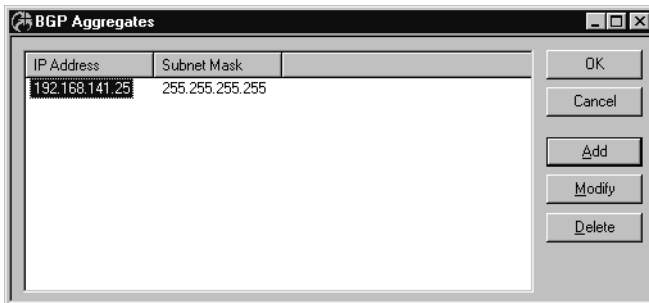 BGP Aggregates
IP Address Subnet Mask
192.168.141.25 255.255.255.255
OK
Cancel
Add
Modify
Delete